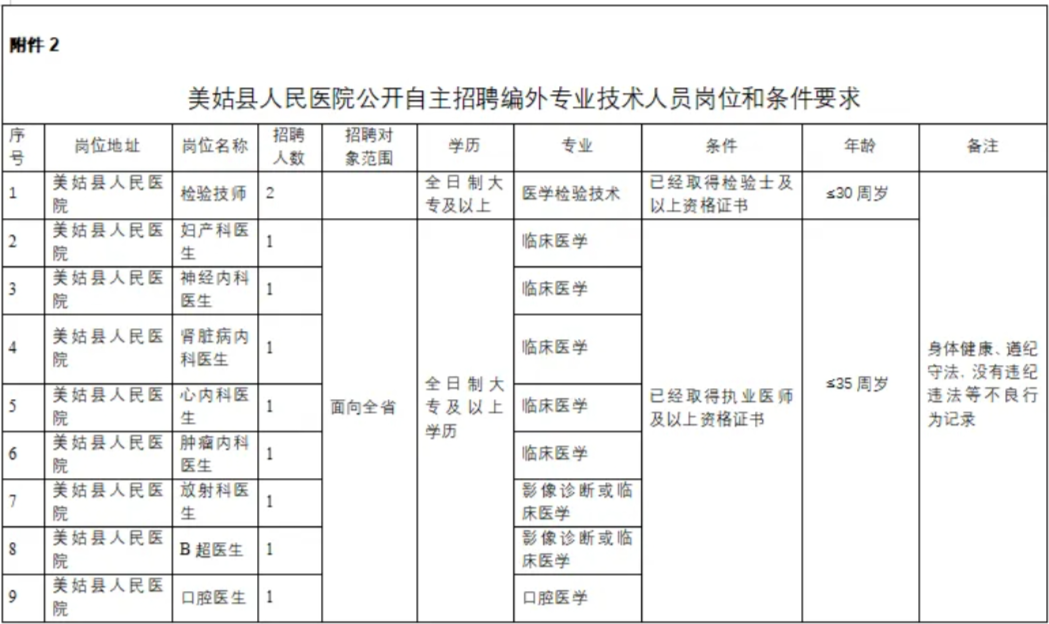 附件 2
美姑县人民医院公开自主招聘编外专业技术人员岗位和条件要求
序号 岗位地址 岗位名称 招聘人数 招聘对象范围 学历 专业 条件 年龄 备注
1 美姑县人民医院 检验技师 2 全日制大专及以上 医学检验技术 已经取得检验士及以上资格证书 ≤30 周岁
2 美姑县人民医院 妇产科医生 1 临床医学
3 美姑县人民医院 神经内科医生 1 临床医学
4 美姑县人民医院 肾脏病内科医生 1 临床医学
5 美姑县人民医院 心内科医生 1 面向全省 全日制大专及以上学历 临床医学 已经取得执业医师及以上资格证书 ≤35 周岁 身体健康、遵纪守法、没有违纪违法等不良行为记录
6 美姑县人民医院 肿瘤内科医生 1 临床医学
7 美姑县人民医院 放射科医生 1 影像诊断或临床医学
8 美姑县人民医院 B 超医生 1 影像诊断或临床医学
9 美姑县人民医院 口腔医生 1 口腔医学